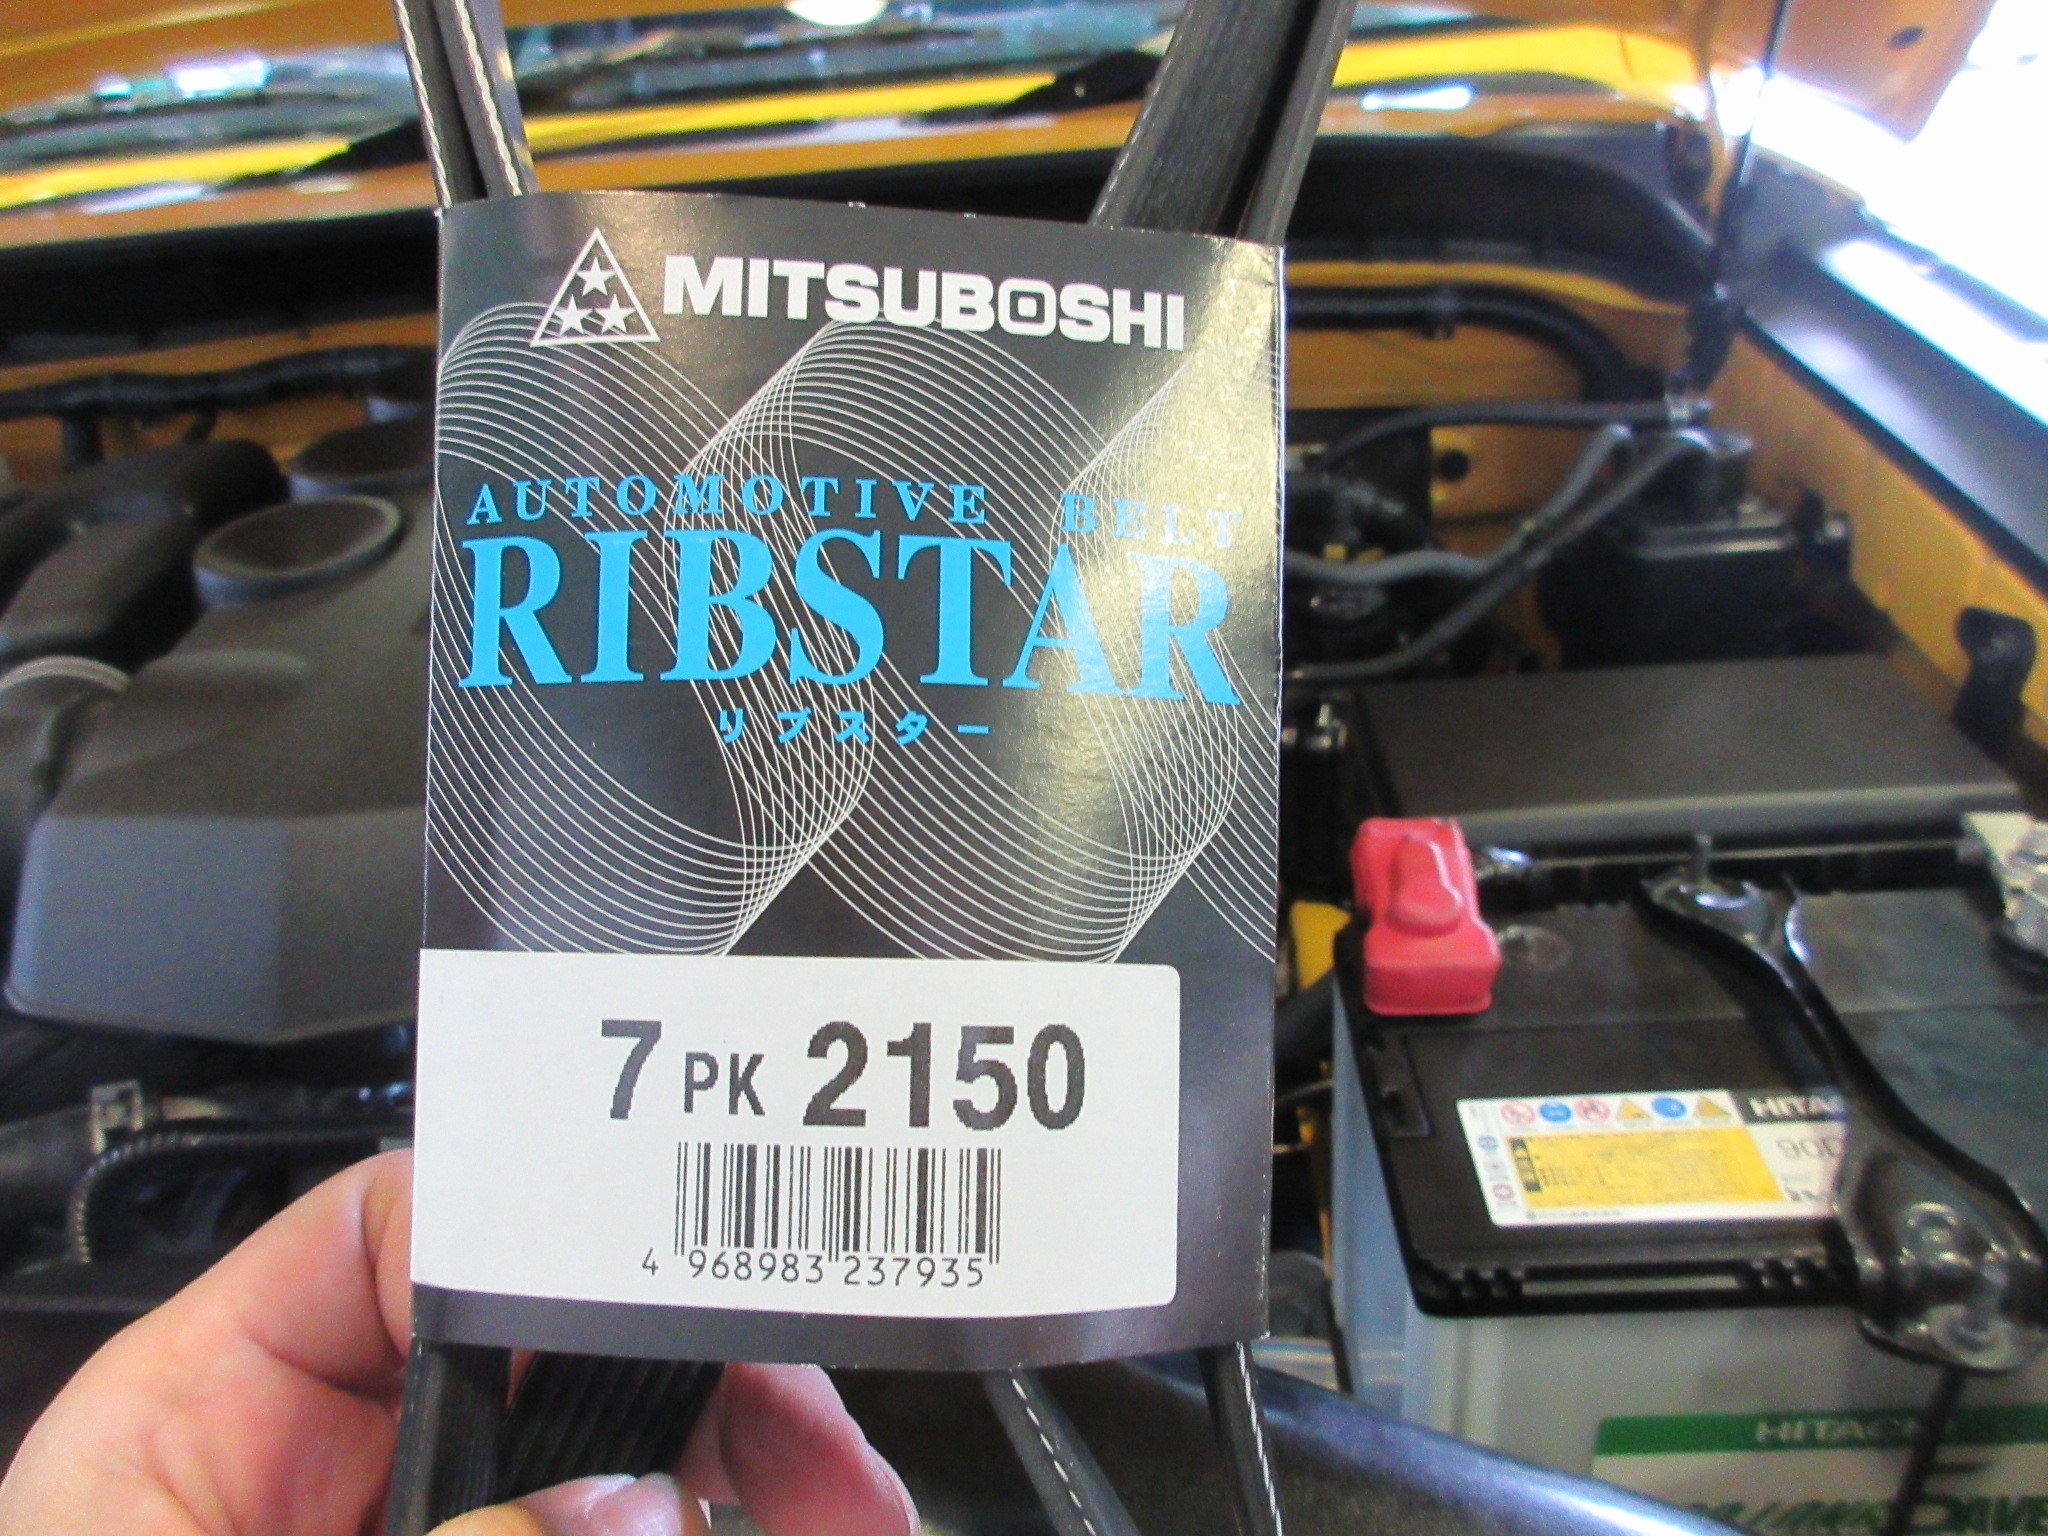 MITSUBOSHI
AUTOMOTIVE BELT
RIBSTAR
リブスター
7 PK 2150
4 968983 237935
HITACHI